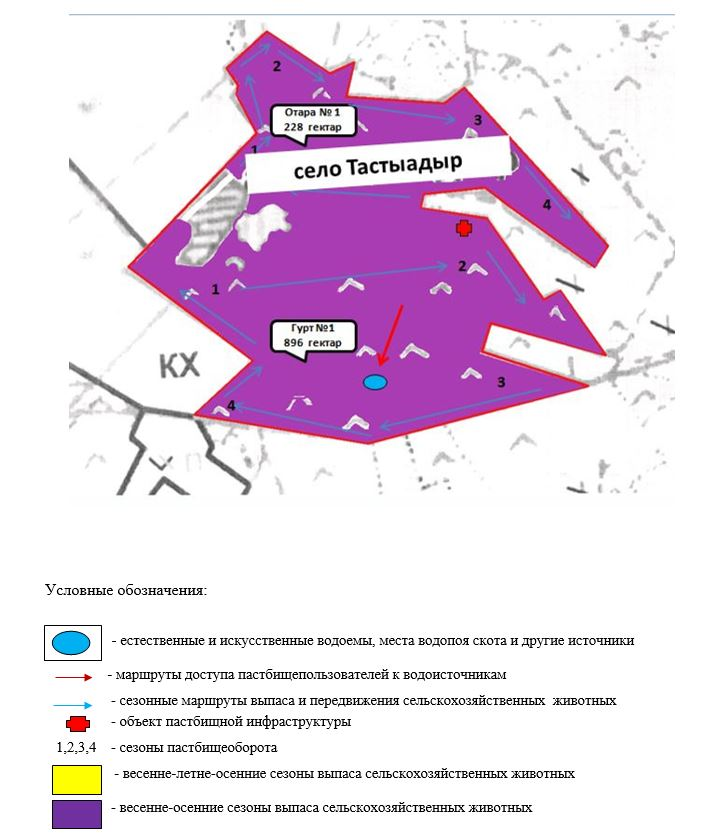 2
Отара № 1
228 гектар
3
1
село Тастыадыр
4
2
1
Гурт №1
896 гектар
КХ
3
4
Условные обозначения:
- естественные и искусственные водоемы, места водопоя скота и другие источники
- маршруты доступа пастбищепользователей к водоисточникам
- сезонные маршруты выпаса и передвижения сельскохозяйственных животных
- объект пастбищной инфраструктуры
1,2,3,4 - сезоны пастбищеоборота
- весенне-летне-осенние сезоны выпаса сельскохозяйственных животных
- весенне-осенние сезоны выпаса сельскохозяйственных животных